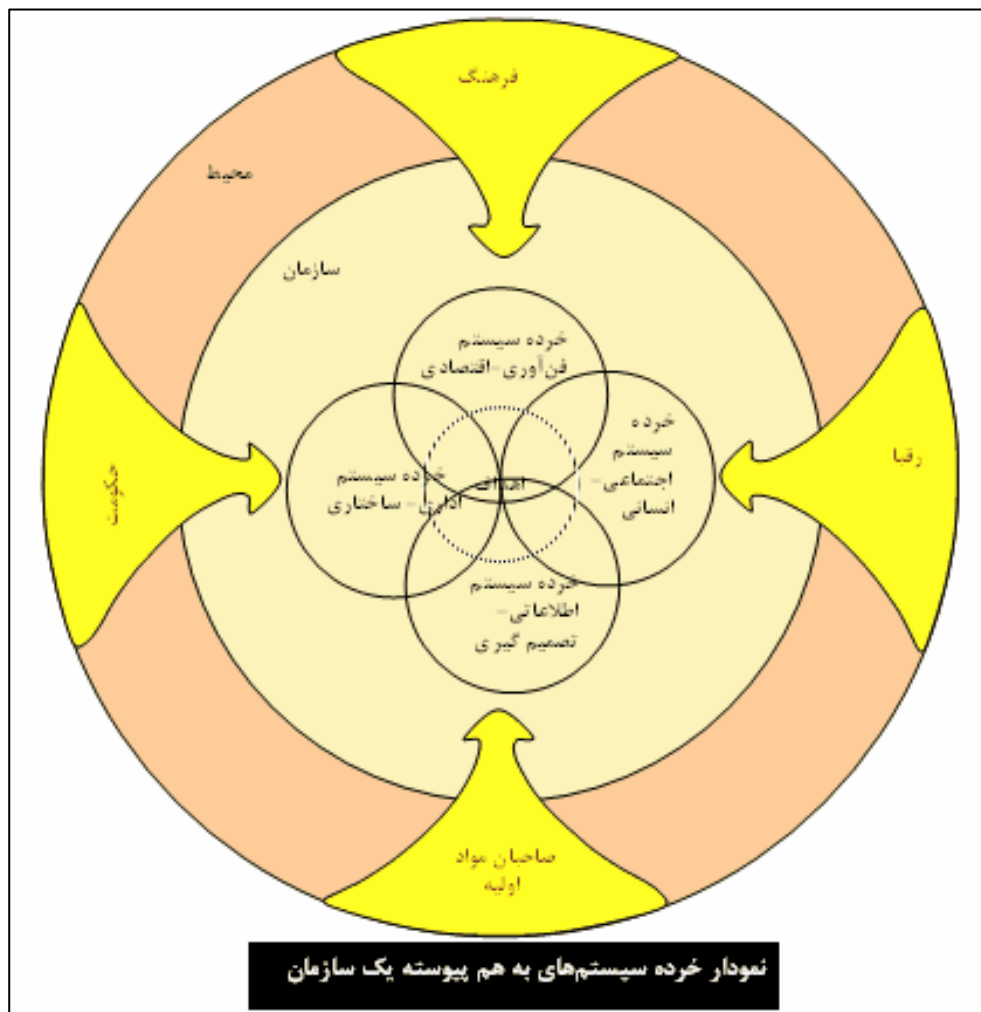 فرهنگ
محیط
سازمان
خرده سیستم
فن‌آوری-اقتصادی
خرده
سیستم
اجتماعی-
انسانی
رقبا
حکومت
خرده سیستم
اداری- ساختاری
اهداف
خرده سیستم
اطلاعاتی-
تصمیم گیری
صاحبان مواد
اولیه
نمودار خرده سیستم‌های به هم پیوسته یک سازمان